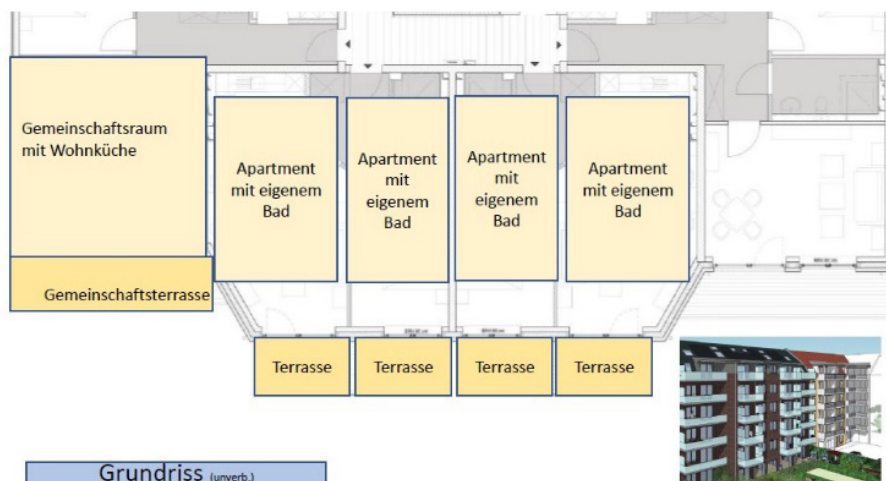 Gemeinschaftsraum
mit Wohnküche
Apartment
mit eigenem
Bad
Apartment
mit
eigenem
Bad
Apartment
mit
eigenem
Bad
Apartment
mit eigenem
Bad
Gemeinschaftsterrasse
Terrasse
Terrasse
Terrasse
Terrasse
Grundriss (unverb.)